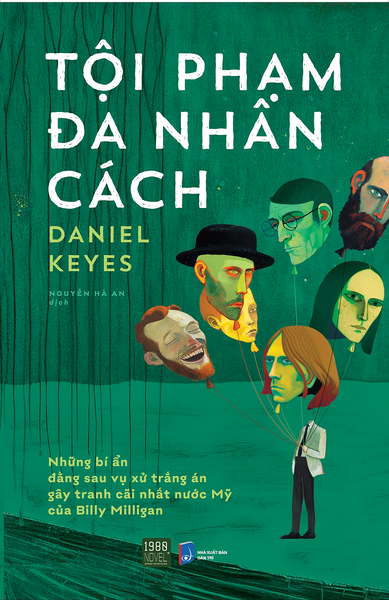 TỘI PHẠM
ĐA NHÂN
CÁCH
DANIEL
KEYES
NGUYỄN HÀ AN
dịch
Những bí ẩn
đằng sau vụ xử trắng án
gây tranh cãi nhất nước Mỹ
của Billy Milligan
1980
NOVEL
NHÀ XUẤT BẢN
DÂN TRÍ